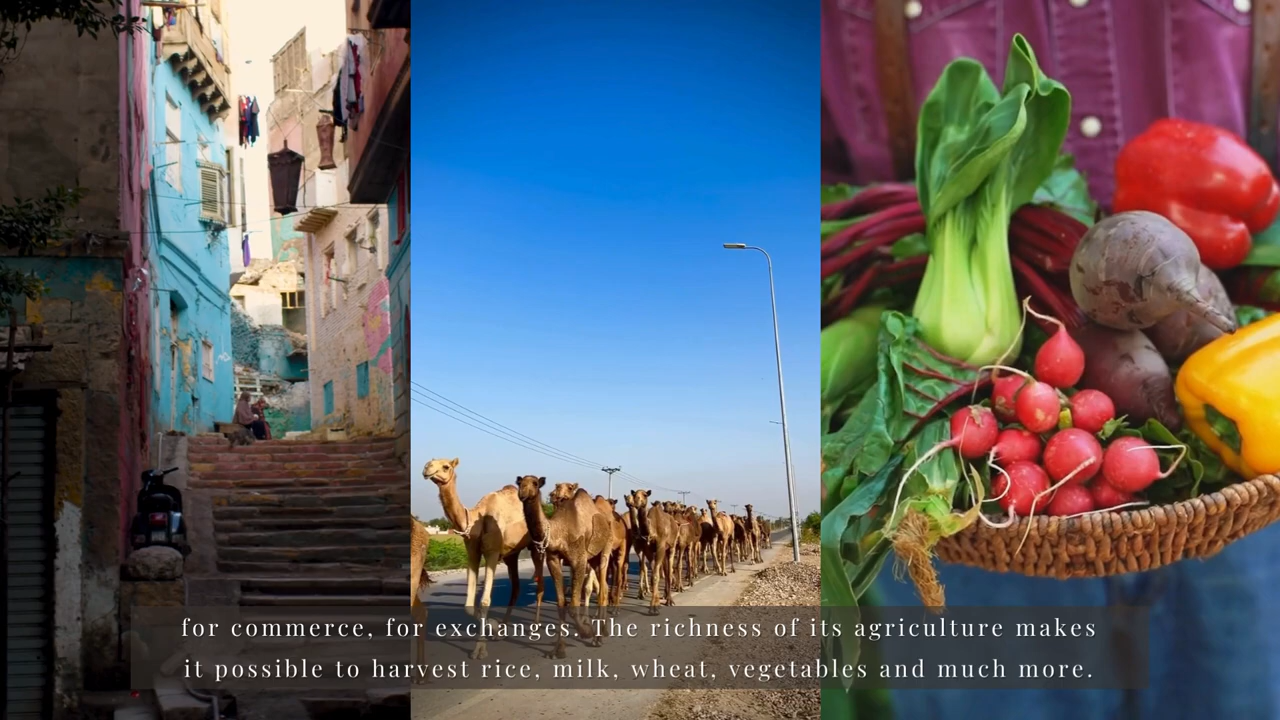 for commerce, for exchanges. The richness of its agriculture makes
it possible to harvest rice, milk, wheat, vegetables and much more.